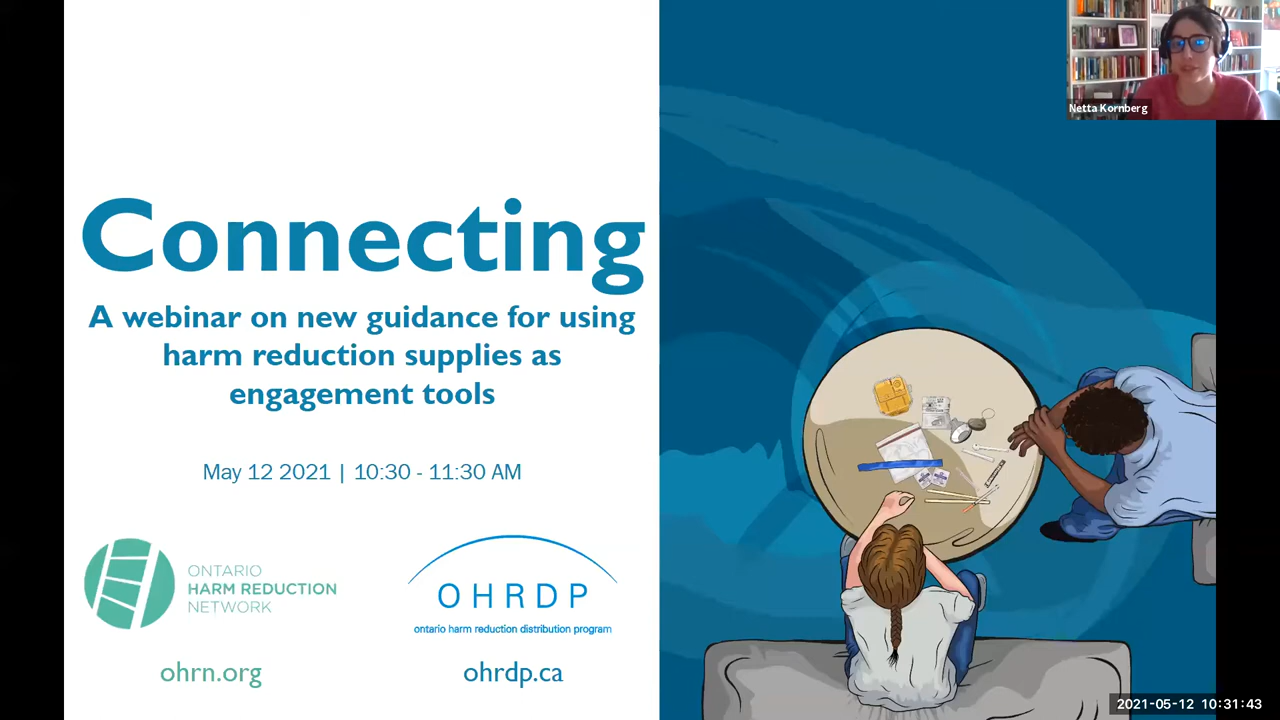 Connecting
A webinar on new guidance for using
harm reduction supplies as
engagement tools
May 12 2021 | 10:30 - 11:30 AM
ONTARIO
HARM REDUCTION
NETWORK
OHRDP
ontario harm reduction distribution program
ohrn.org
ohrdp.ca
Netta Kornberg
2021-05-12 10:31:43